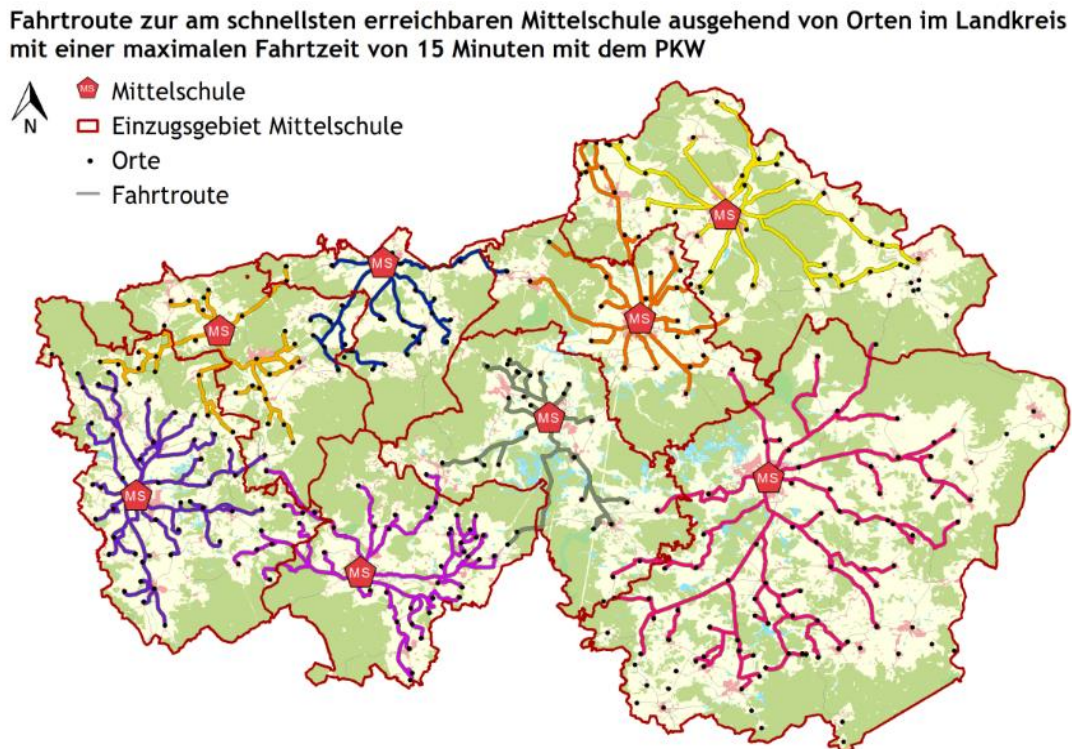 Fahrtroute zur am schnellsten erreichbaren Mittelschule ausgehend von Orten im Landkreis
mit einer maximalen Fahrtzeit von 15 Minuten mit dem PKW
MS Mittelschule
Einzugsgebiet Mittelschule
N
Orte
Fahrtroute
MS
MS
MS
MS
MS
MS
MS
MS